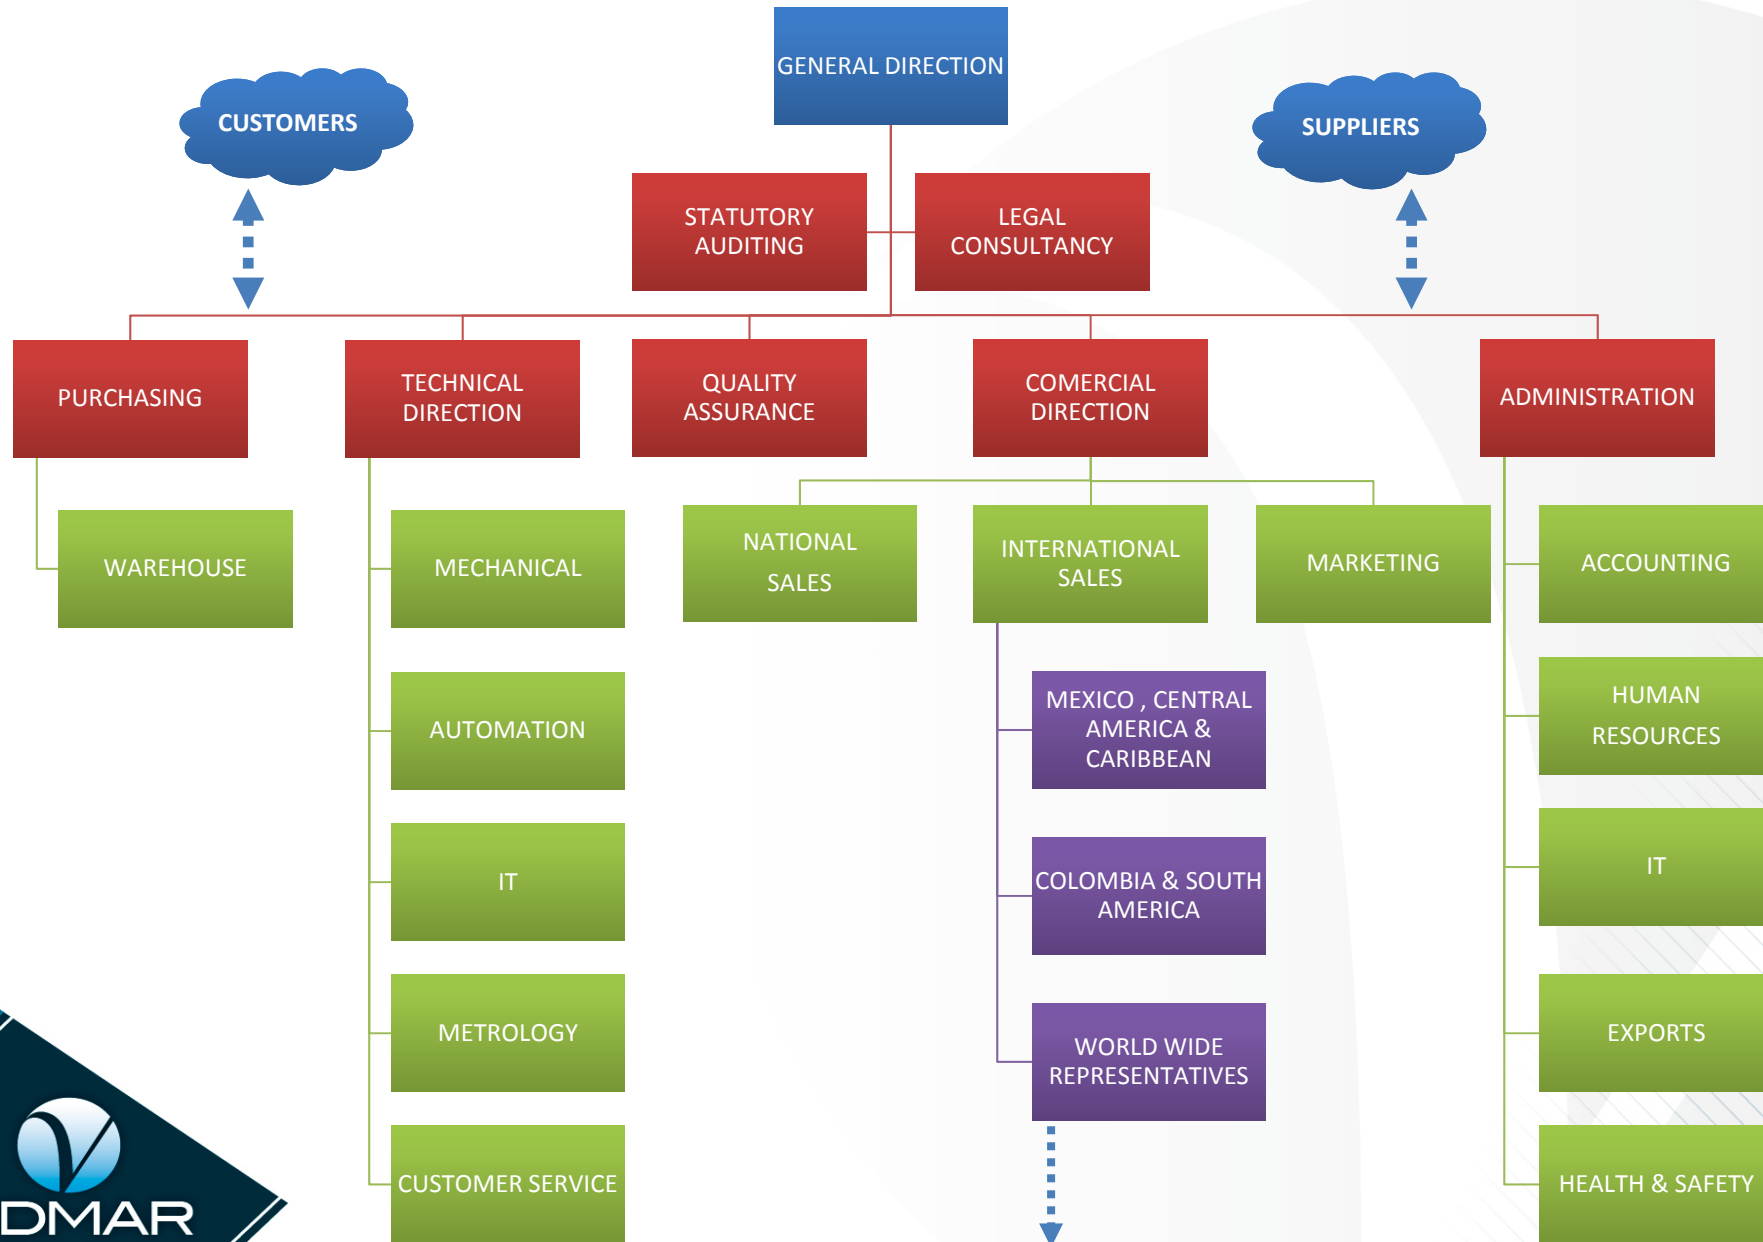 GENERAL DIRECTION
CUSTOMERS
SUPPLIERS
STATUTORY
AUDITING
LEGAL
CONSULTANCY
PURCHASING
TECHNICAL
DIRECTION
QUALITY
ASSURANCE
COMERCIAL
DIRECTION
ADMINISTRATION
WAREHOUSE
MECHANICAL
NATIONAL
SALES
INTERNATIONAL
SALES
MARKETING
ACCOUNTING
AUTOMATION
MEXICO , CENTRAL
AMERICA &
CARIBBEAN
HUMAN
RESOURCES
IT
COLOMBIA & SOUTH
AMERICA
IT
METROLOGY
WORLD WIDE
REPRESENTATIVES
EXPORTS
CUSTOMER SERVICE
HEALTH & SAFETY
DMAR